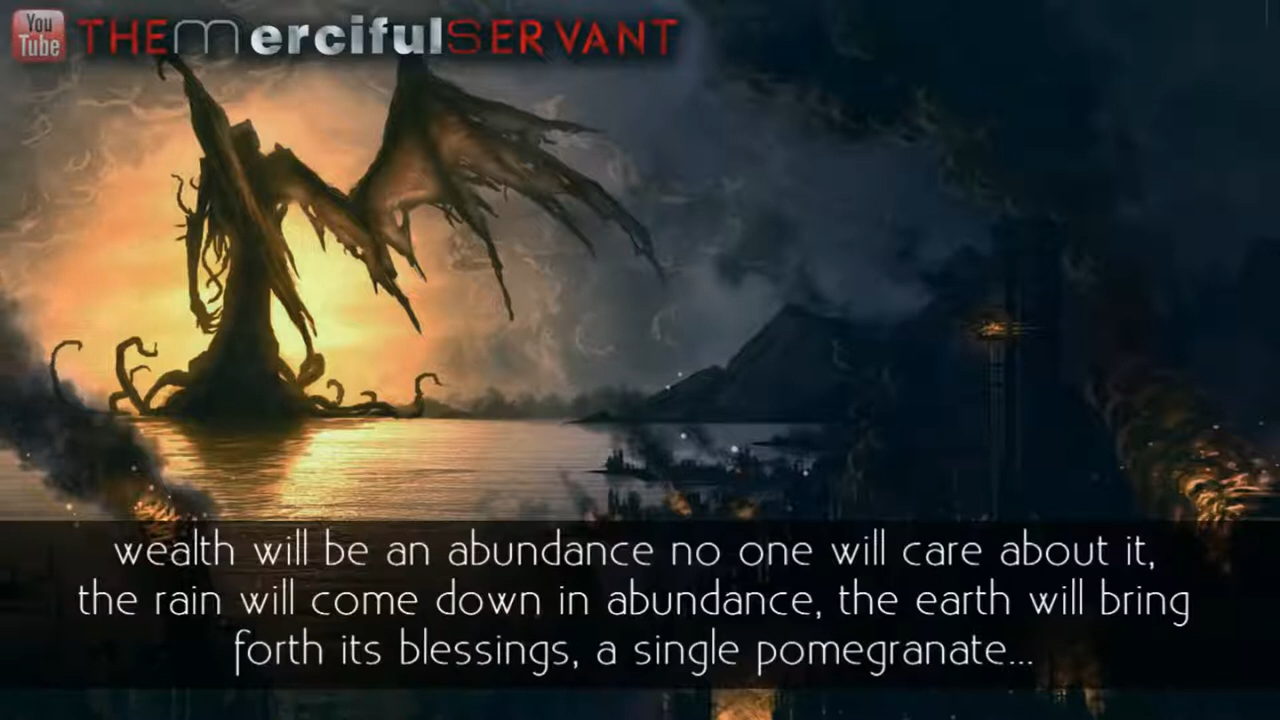 You
Tube
THEMercifulSERVANT
wealth will be an abundance no one will care about it,
the rain will come down in abundance, the earth will bring
forth its blessings, a single pomegranate...